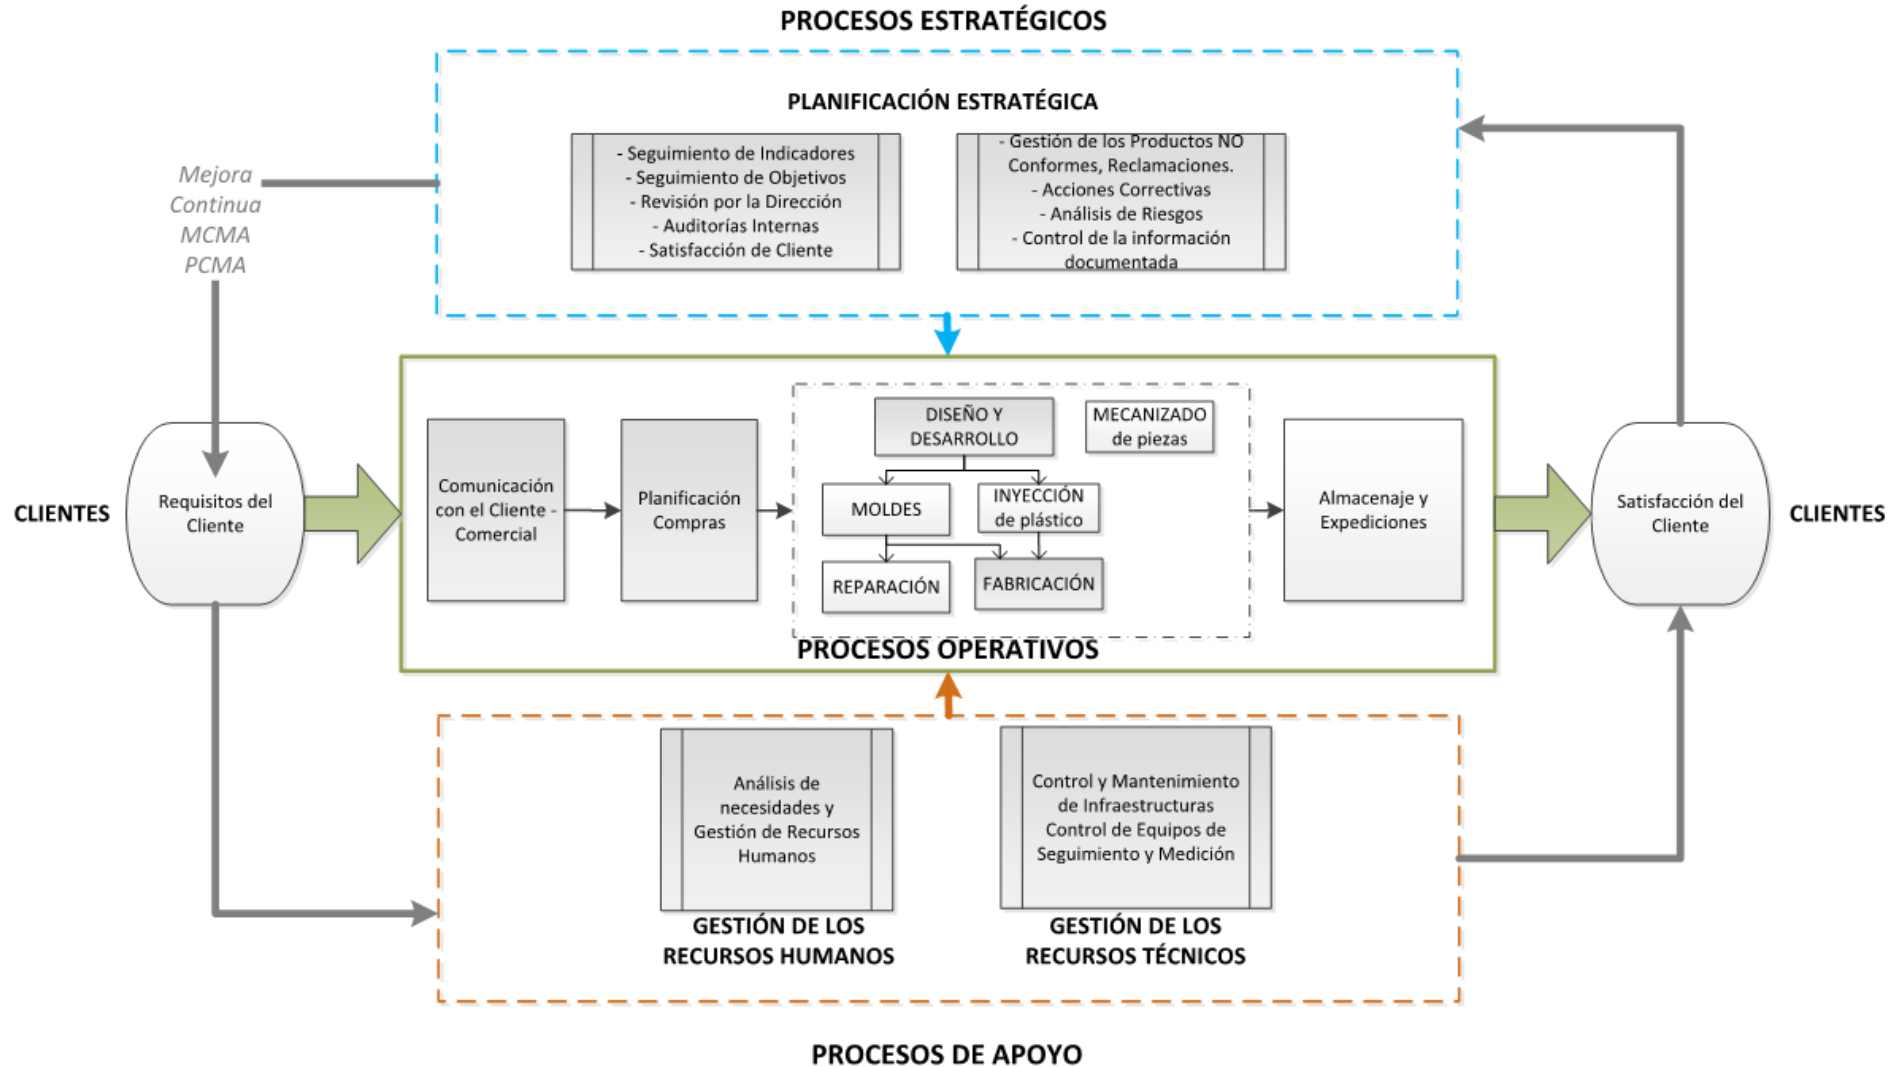 PROCESOS ESTRATÉGICOS
PLANIFICACIÓN ESTRATÉGICA
- Seguimiento de Indicadores
- Seguimiento de Objetivos
- Revisión por la Dirección
- Auditorías Internas
- Satisfacción de Cliente
- Gestión de los Productos NO
Conformes, Reclamaciones.
- Acciones Correctivas
- Análisis de Riesgos
- Control de la información
documentada
Mejora
Continua
MCMA
PCMA
CLIENTES
Requisitos del
Cliente
Comunicación
con el Cliente -
Comercial
Planificación
Compras
DISEÑO Y
DESARROLLO
MECANIZADO
de piezas
MOLDES
INYECCIÓN
de plástico
REPARACIÓN
FABRICACIÓN
Almacenaje y
Expediciones
Satisfacción del
Cliente
CLIENTES
PROCESOS OPERATIVOS
Análisis de
necesidades y
Gestión de Recursos
Humanos
Control y Mantenimiento
de Infraestructuras
Control de Equipos de
Seguimiento y Medición
GESTIÓN DE LOS
RECURSOS HUMANOS
GESTIÓN DE LOS
RECURSOS TÉCNICOS
PROCESOS DE APOYO